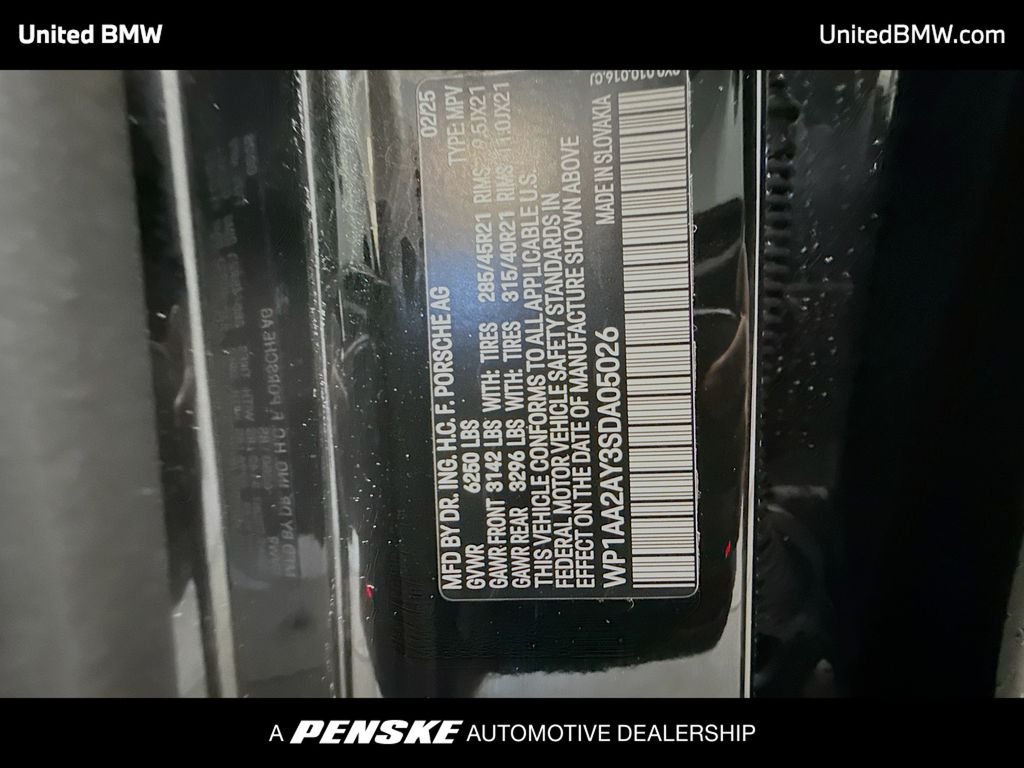 United BMW
UnitedBMW.com
MFD BY DR. ING. H.C. F. PORSCHE AG 02/25
GVWR 6250 LBS TYPE: MPV
GAWR FRONT 3142 LBS WITH: TIRES 285/45R21 RIMS 9.5JX21
GAWR REAR 3296 LBS WITH: TIRES 315/40R21 RIMS 11.0JX21
THIS VEHICLE CONFORMS TO ALL APPLICABLE U.S.
FEDERAL MOTOR VEHICLE SAFETY STANDARDS IN
EFFECT ON THE DATE OF MANUFACTURE SHOWN ABOVE
WP1AA2AY3SDA05026 MADE IN SLOVAKIA
A PENSKE AUTOMOTIVE DEALERSHIP